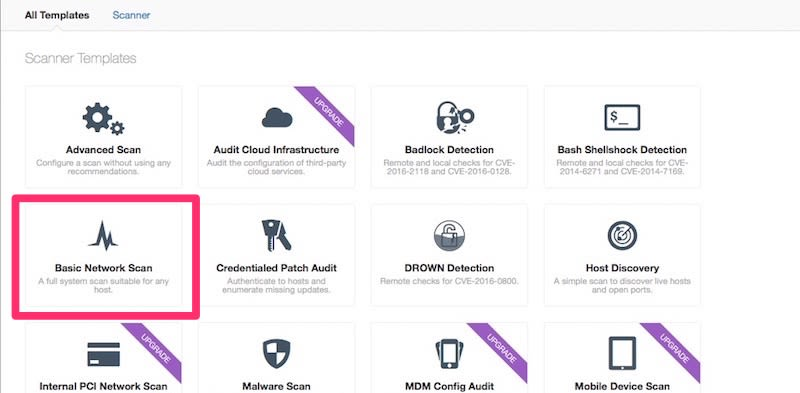 All Templates Scanner
Scanner Templates
UPGRADE
$_
Advanced Scan
Configure a scan without using any
recommendations.
Audit Cloud Infrastructure
Audit the configuration of third-party
cloud services.
Badlock Detection
Remote and local checks for CVE-
2016-2118 and CVE-2016-0128.
Bash Shellshock Detection
Remote and local checks for CVE-
2014-6271 and CVE-2014-7169.
Basic Network Scan
A full system scan suitable for any
host.
Credentialed Patch Audit
Authenticate to hosts and
enumerate missing updates.
DROWN Detection
Remote checks for CVE-2016-0800.
Host Discovery
A simple scan to discover live hosts
and open ports.
UPGRADE
Internal PCI Network Scan
Malware Scan
UPGRADE
MDM Config Audit
UPGRADE
Mobile Device Scan